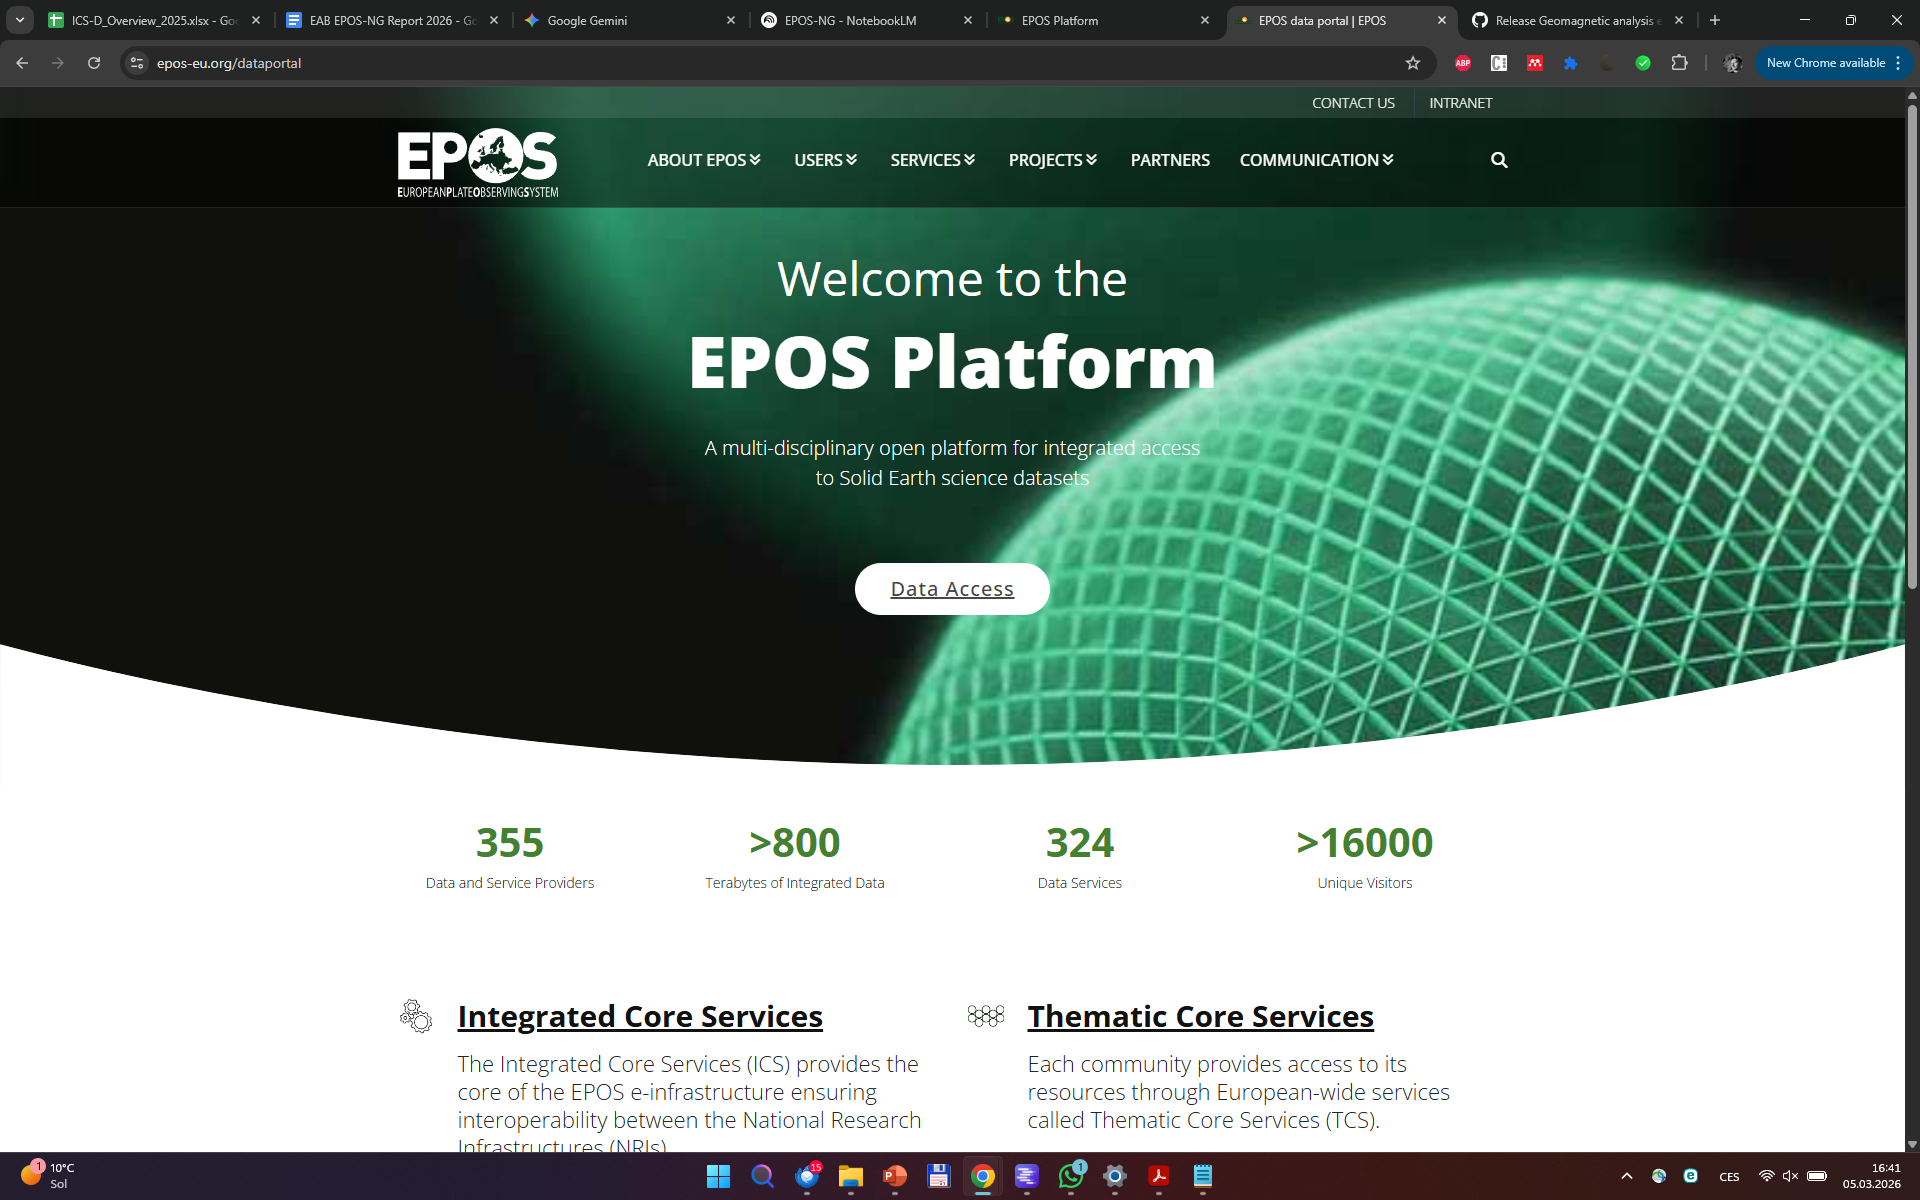 ICS-D_Overview_2025.xlsx - Goo
EAB EPOS-NG Report 2026 - Go
Google Gemini
EPOS-NG - NotebookLM
EPOS Platform
EPOS data portal | EPOS
Release Geomagnetic analysis e
epos-eu.org/dataportal
ABP
New Chrome available
CONTACT US
INTRANET
EPOS
EUROPEANPLATEOBSERVINGSYSTEM
ABOUT EPOS
USERS
SERVICES
PROJECTS
PARTNERS
COMMUNICATION
Welcome to the
EPOS Platform
A multi-disciplinary open platform for integrated access
to Solid Earth science datasets
Data Access
355
Data and Service Providers
>800
Terabytes of Integrated Data
324
Data Services
>16000
Unique Visitors
Integrated Core Services
The Integrated Core Services (ICS) provides the
core of the EPOS e-infrastructure ensuring
interoperability between the National Research
Infrastructures (NRIs)
Thematic Core Services
Each community provides access to its
resources through European-wide services
called Thematic Core Services (TCS).
1
10°C
Sol
15
1
CES
16:41
05.03.2026